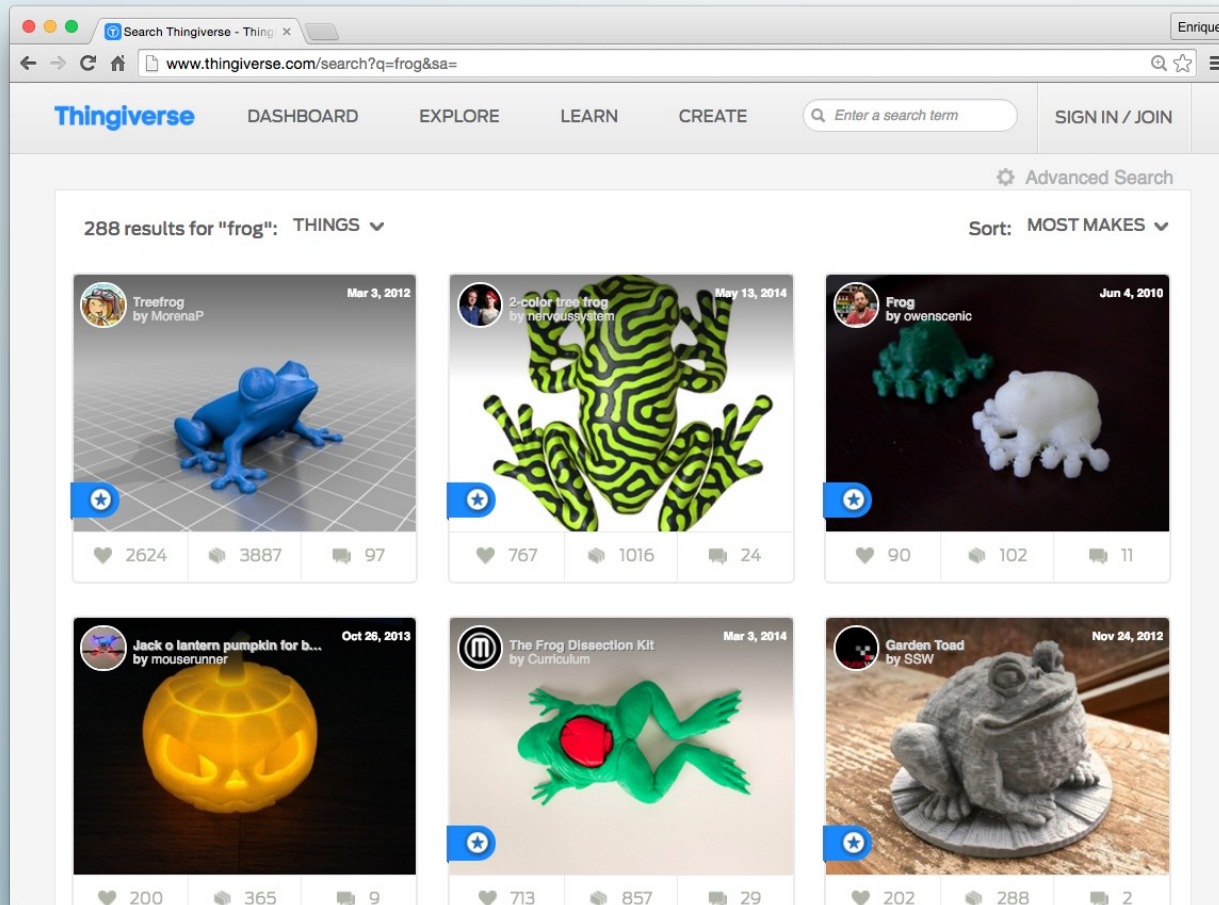 Search Thingiverse - Thing
Enrique
www.thingiverse.com/search?q=frog&sa=
Thingiverse
DASHBOARD
EXPLORE
LEARN
CREATE
Enter a search term
SIGN IN / JOIN
Advanced Search
288 results for "frog": THINGS
Sort: MOST MAKES
Treefrog
by MorenaP
Mar 3, 2012
2624 3887 97
2-color tree frog
by nervoussystem
May 13, 2014
767 1016 24
Frog
by owenscenic
Jun 4, 2010
90 102 11
Jack o lantern pumpkin for b...
by mouserunner
Oct 26, 2013
200 365 9
The Frog Dissection Kit
by Curriculum
Mar 3, 2014
713 857 29
Garden Toad
by SSW
Nov 24, 2012
202 288 2